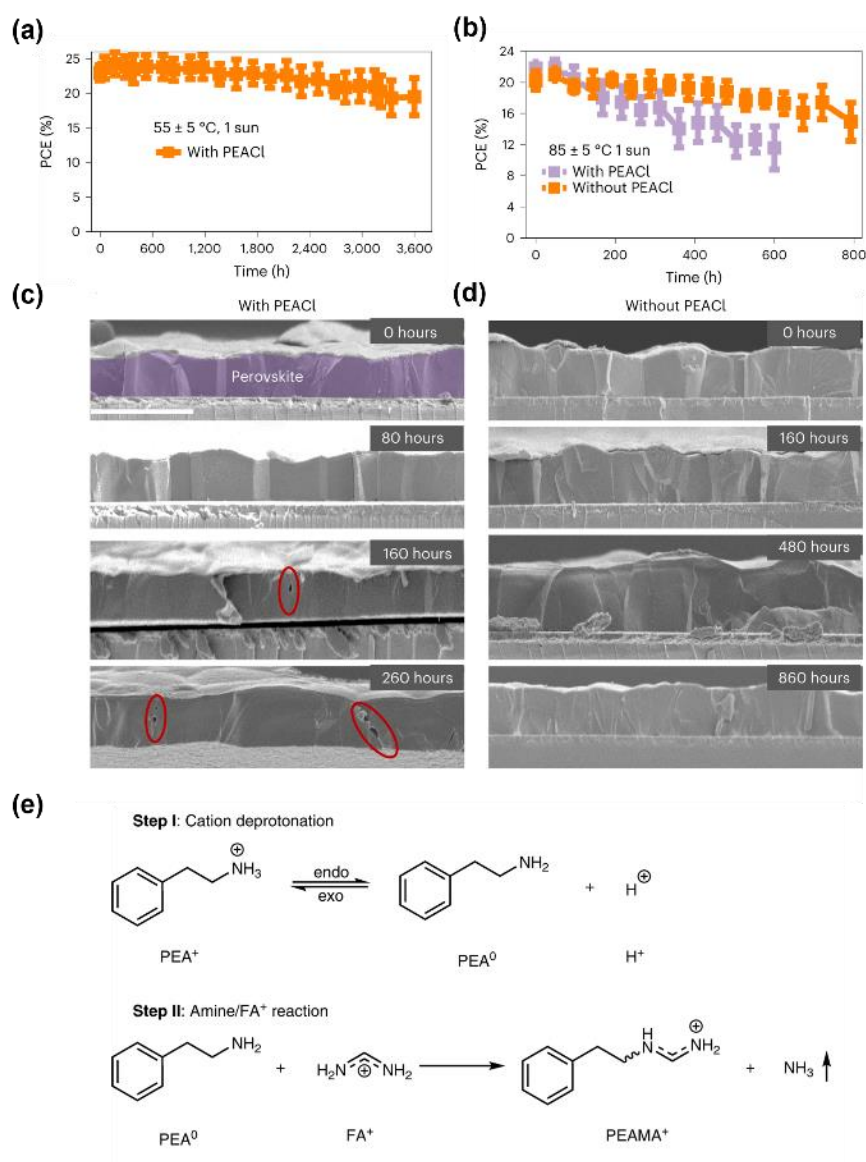 (a)
25
20
15
10
5
0
PCE (%)
55 ± 5 °C, 1 sun
With PEACl
0 600 1,200 1,800 2,400 3,000 3,600
Time (h)
(b)
24
20
16
12
8
4
0
PCE (%)
85 ± 5 °C 1 sun
With PEACl
Without PEACl
0 200 400 600 800
Time (h)
(c)
With PEACl
0 hours
Perovskite
80 hours
160 hours
260 hours
(d)
Without PEACl
0 hours
160 hours
480 hours
860 hours
(e)
Step I: Cation deprotonation
⊕
NH3
endo
exo
NH2
+
H⊕
PEA+
PEA0
H+
Step II: Amine/FA+ reaction
NH2
+
H2N NH2
⊕
H
N
⊕
NH2
+
NH3
PEA0
FA+
PEAMA+